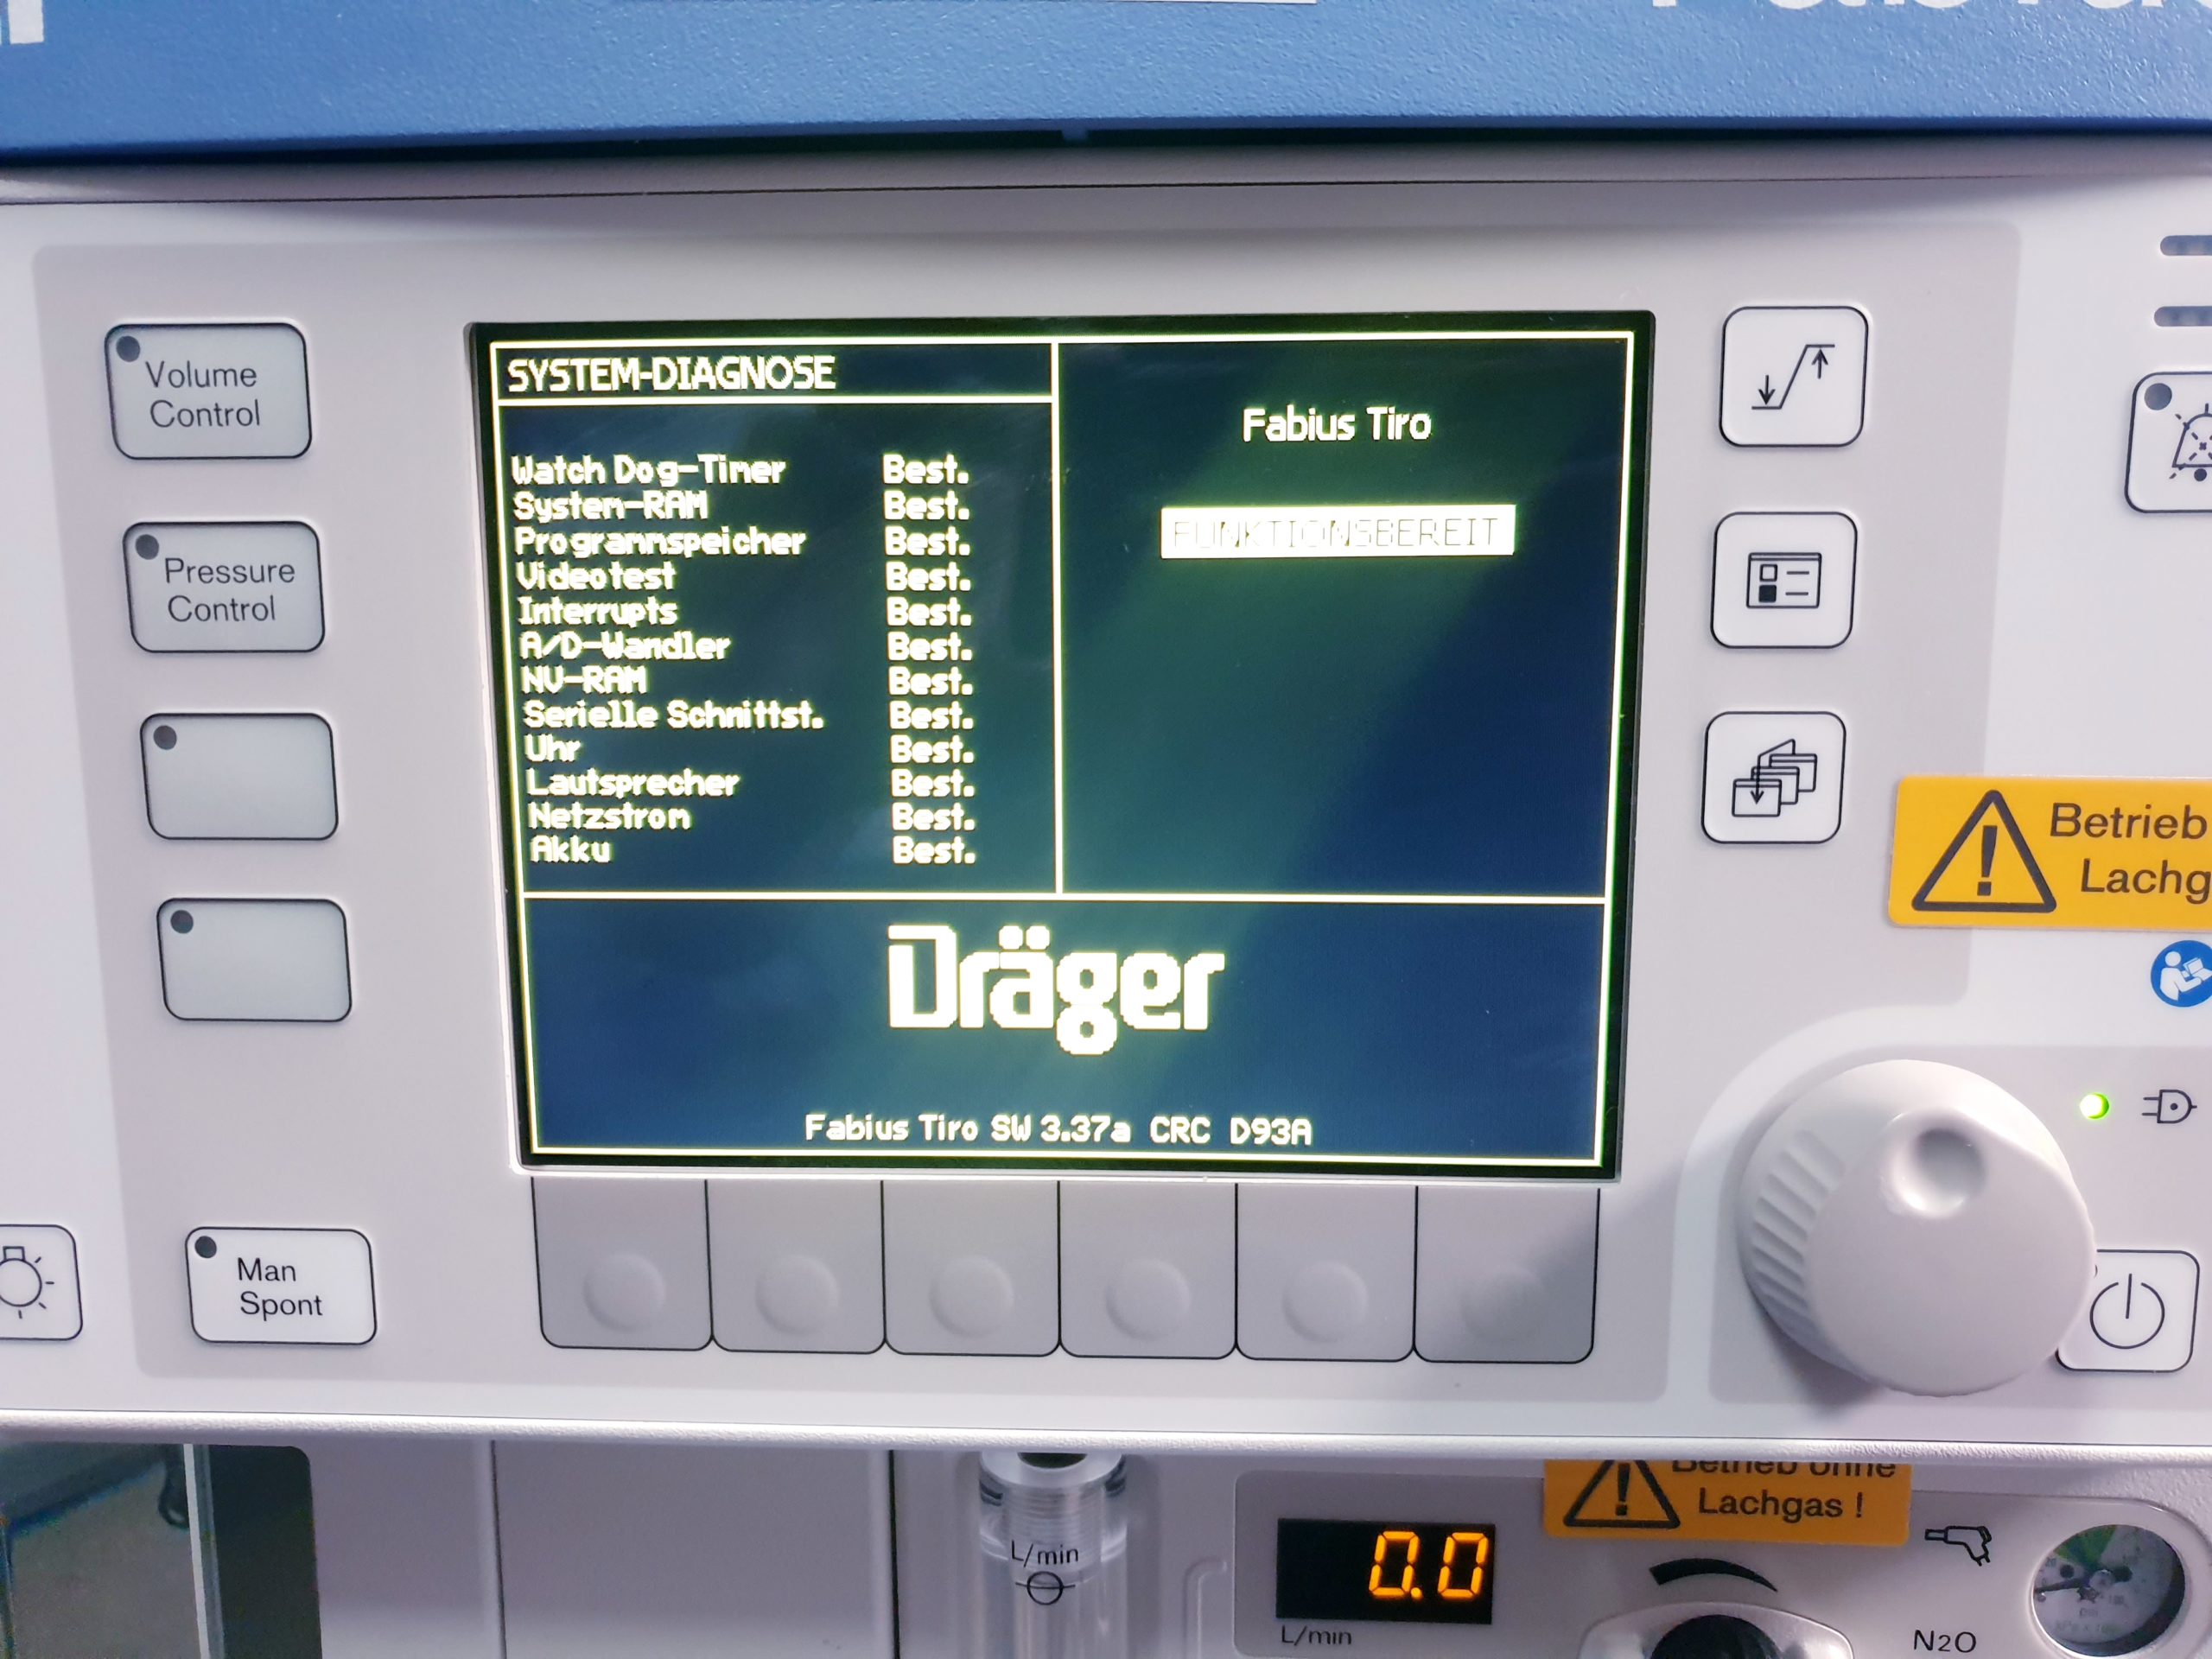 Volume
Control
Pressure
Control
Man
Spont
SYSTEM-DIAGNOSE
Watch Dog-Timer Best.
System-RAM Best.
Programmspeicher Best.
Videotest Best.
Interrupts Best.
A/D-Wandler Best.
NV-RAM Best.
Serielle Schnittst. Best.
Uhr Best.
Lautsprecher Best.
Netzstrom Best.
Akku Best.
Fabius Tiro
FUNKTIONSBEREIT
Dräger
Fabius Tiro SW 3.37a CRC D93A
Betrieb
Lachg
L/min
0.0
L/min
Betrieb ohne
Lachgas !
N2O